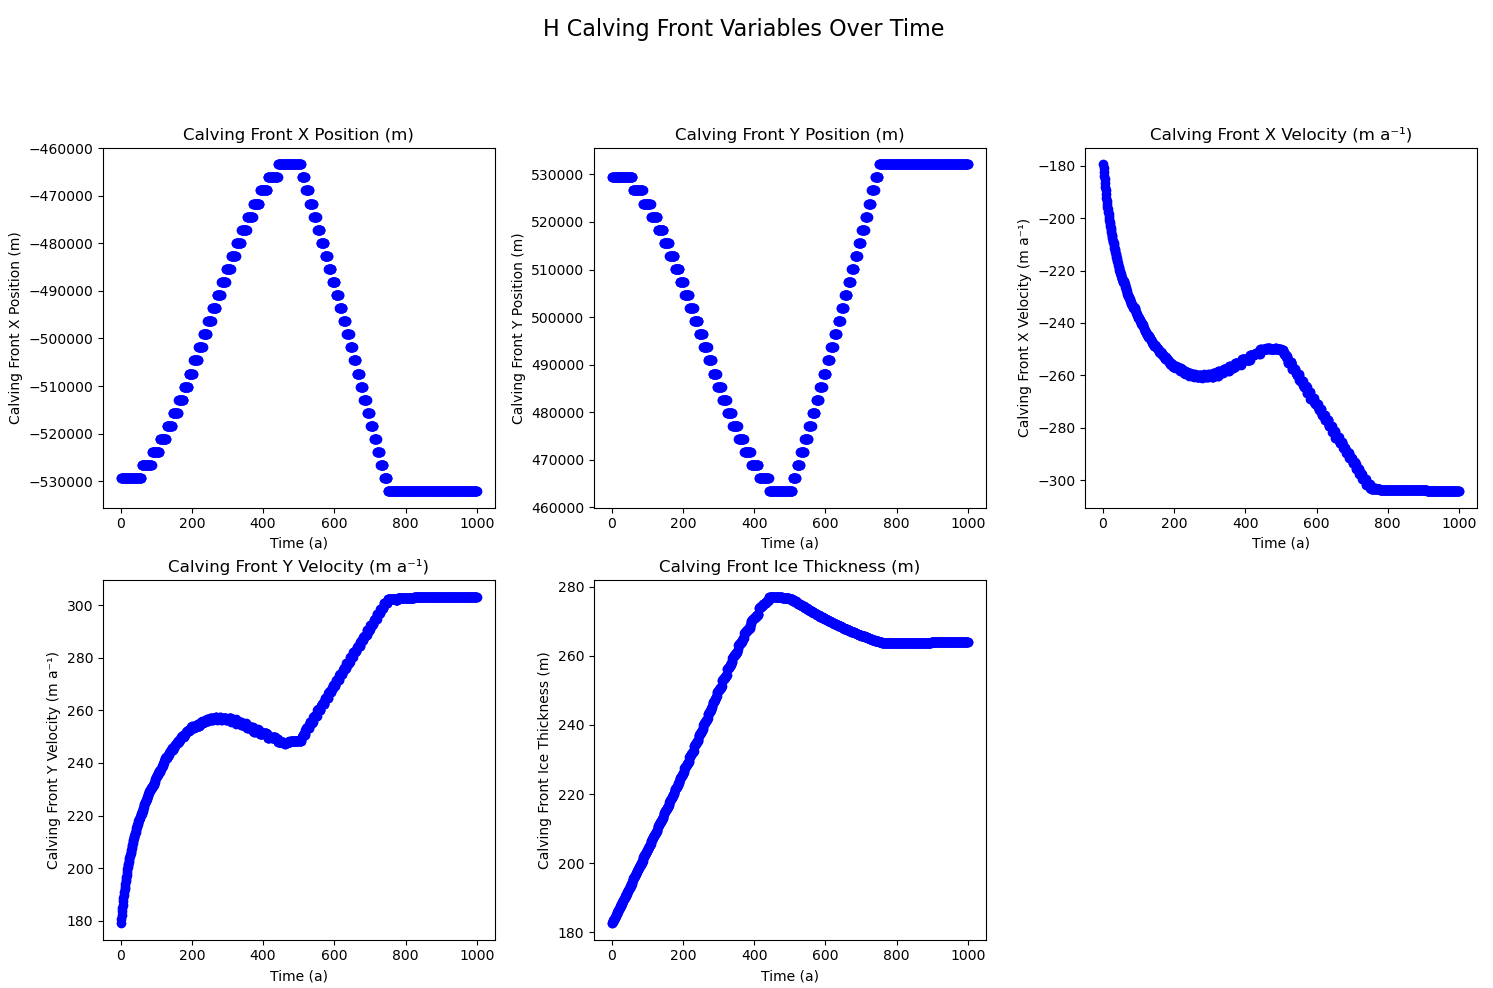 H Calving Front Variables Over Time
Calving Front X Position (m)
Calving Front X Position (m)
−460000
−470000
−480000
−490000
−500000
−510000
−520000
−530000
0 200 400 600 800 1000
Time (a)
Calving Front Y Position (m)
Calving Front Y Position (m)
530000
520000
510000
500000
490000
480000
470000
460000
0 200 400 600 800 1000
Time (a)
Calving Front X Velocity (m a⁻¹)
Calving Front X Velocity (m a⁻¹)
−180
−200
−220
−240
−260
−280
−300
0 200 400 600 800 1000
Time (a)
Calving Front Y Velocity (m a⁻¹)
Calving Front Y Velocity (m a⁻¹)
300
280
260
240
220
200
180
0 200 400 600 800 1000
Time (a)
Calving Front Ice Thickness (m)
Calving Front Ice Thickness (m)
280
260
240
220
200
180
0 200 400 600 800 1000
Time (a)